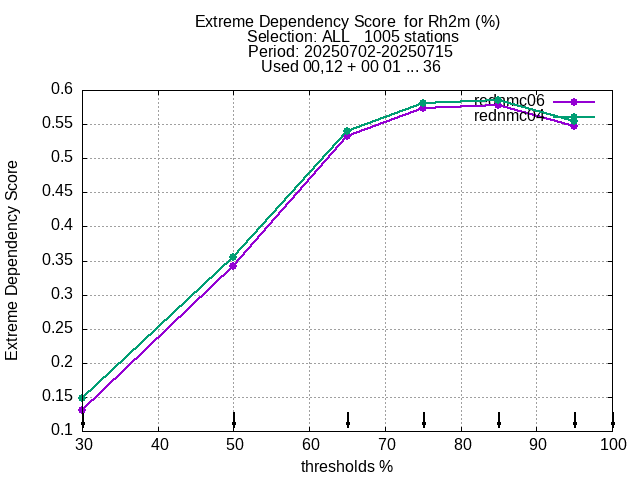 Extreme Dependency Score  for Rh2m (%)
Selection: ALL   1005 stations
Period: 20250702-20250715
Used 00,12 + 00 01 ... 36
rednmc06
rednmc04
Extreme Dependency Score
0.6
0.55
0.5
0.45
0.4
0.35
0.3
0.25
0.2
0.15
0.1
30 40 50 60 70 80 90 100
thresholds %